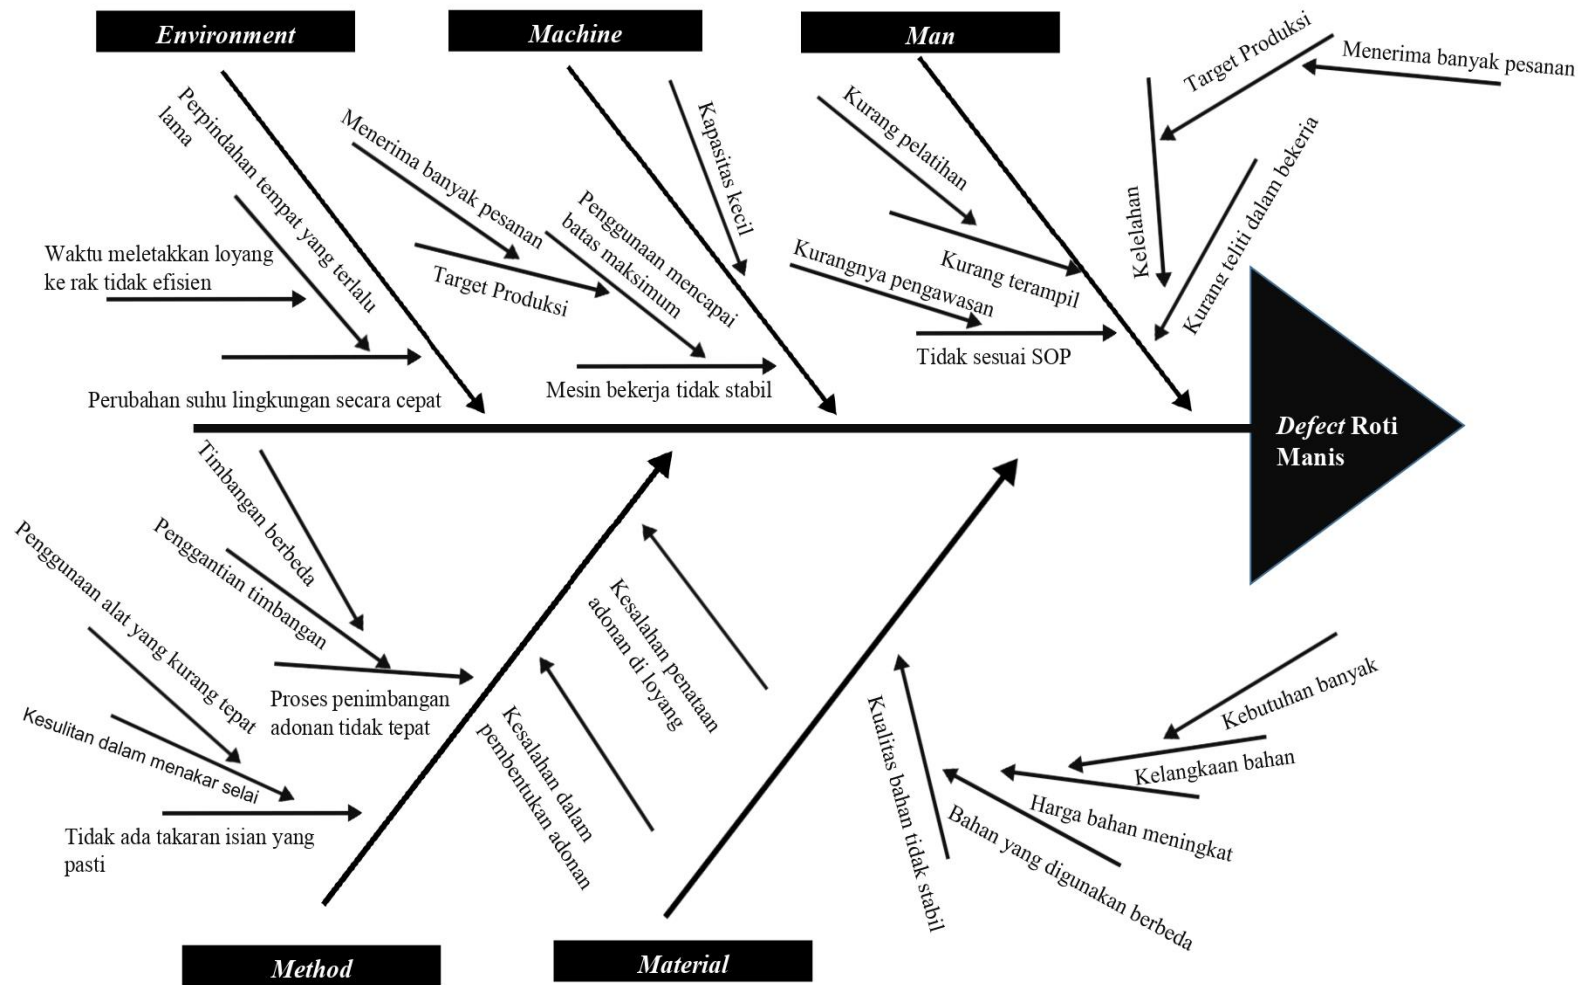 Environment
Machine
Man
Perpindahan tempat yang terlalu
lama
Waktu meletakkan loyang
ke rak tidak efisien
Perubahan suhu lingkungan secara cepat
Menerima banyak pesanan
Target Produksi
Penggunaan mencapai
batas maksimum
Kapasitas kecil
Mesin bekerja tidak stabil
Kurang pelatihan
Kurang terampil
Kurangnya pengawasan
Tidak sesuai SOP
Target Produksi
Menerima banyak pesanan
Kelelahan
Kurang teliti dalam bekerja
Defect Roti
Manis
Timbangan berbeda
Penggantian timbangan
Proses penimbangan
adonan tidak tepat
Penggunaan alat yang kurang tepat
Kesulitan dalam menakar selai
Tidak ada takaran isian yang
pasti
Kesalahan penataan
adonan di loyang
Kesalahan dalam
pembentukan adonan
Kualitas bahan tidak stabil
Kebutuhan banyak
Kelangkaan bahan
Harga bahan meningkat
Bahan yang digunakan berbeda
Method
Material